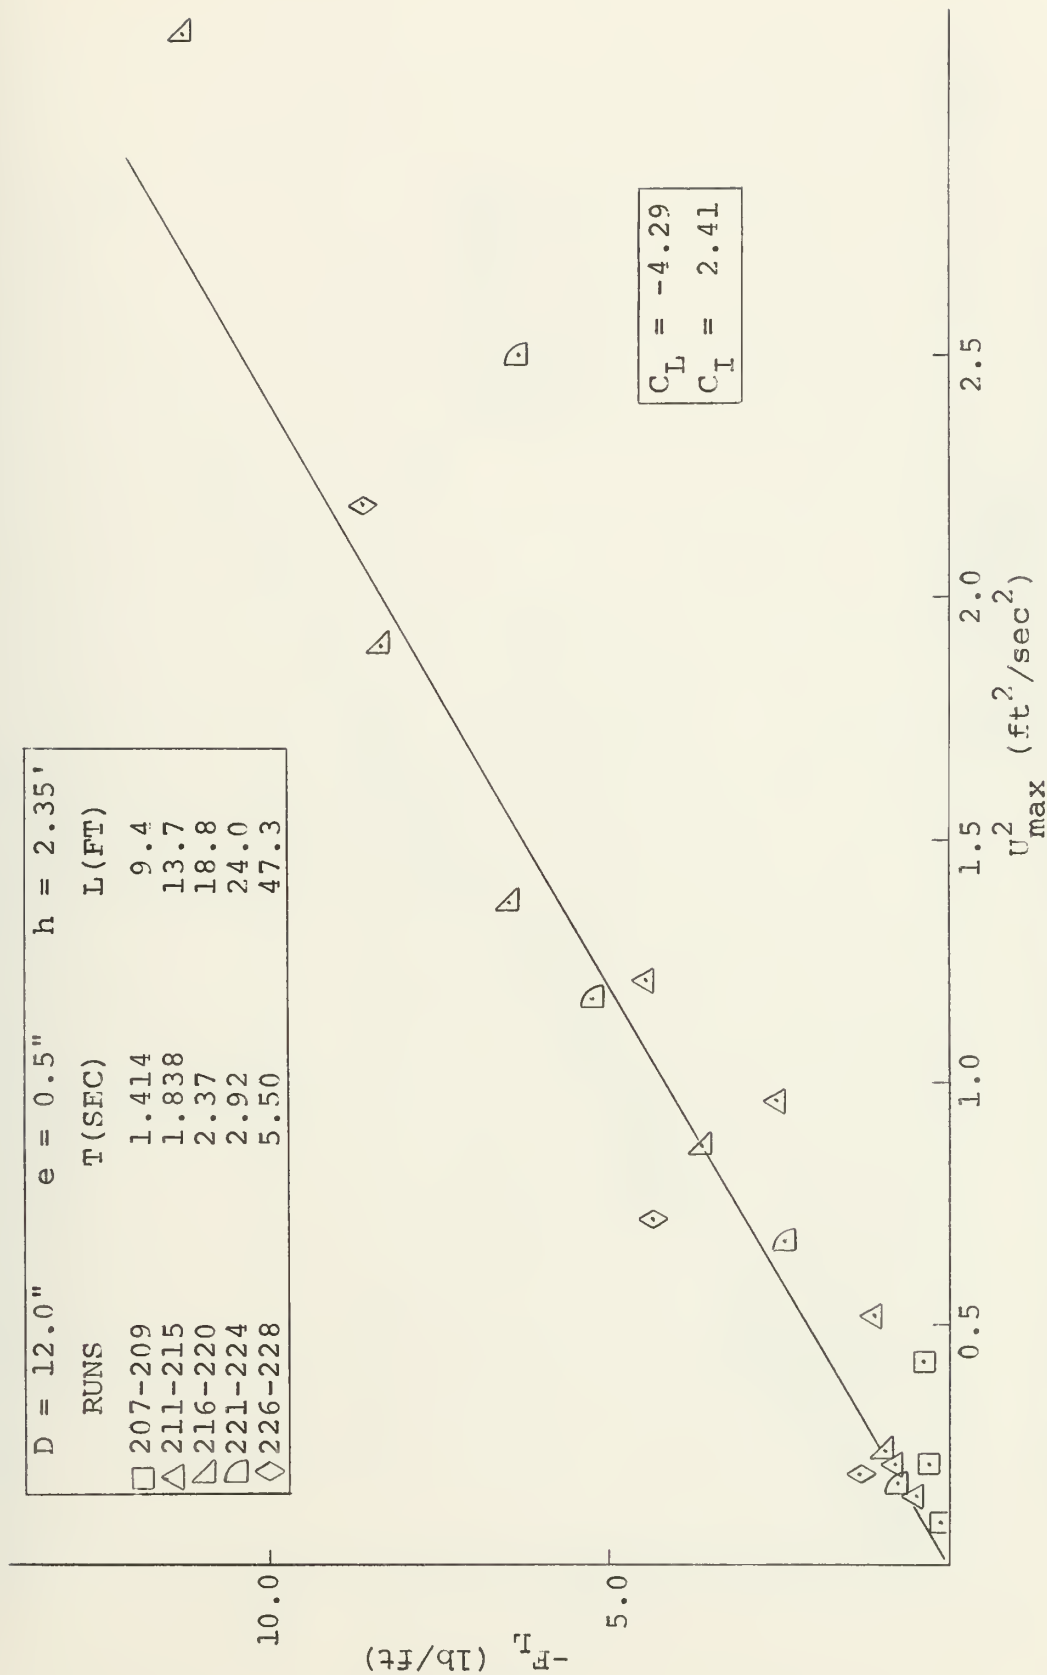 D = 12.0" e = 0.5" h = 2.35'
RUNS T(SEC) L(FT)
207-209 1.414 9.4
211-215 1.838 13.7
216-220 2.37 18.8
221-224 2.92 24.0
226-228 5.50 47.3
C_L = -4.29
C_I = 2.41
10.0
5.0
-F_L (lb/ft)
0.5 1.0 1.5 2.0 2.5
U²max (ft²/sec²)